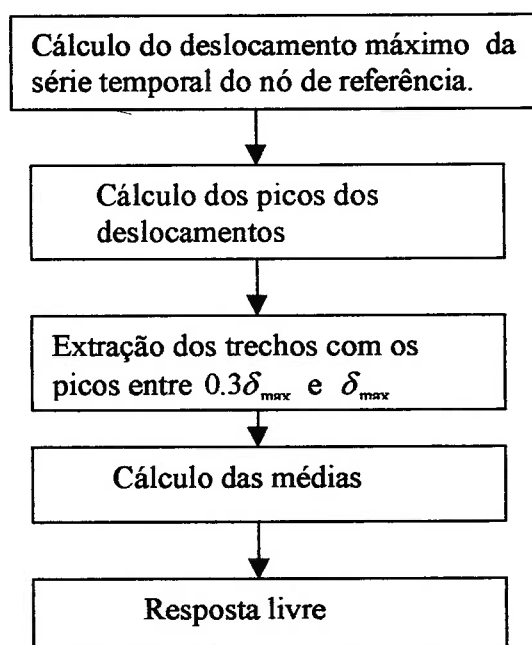 Cálculo do deslocamento máximo da
série temporal do nó de referência.
Cálculo dos picos dos
deslocamentos
Extração dos trechos com os
picos entre 0.3δmax e δmax
Cálculo das médias
Resposta livre